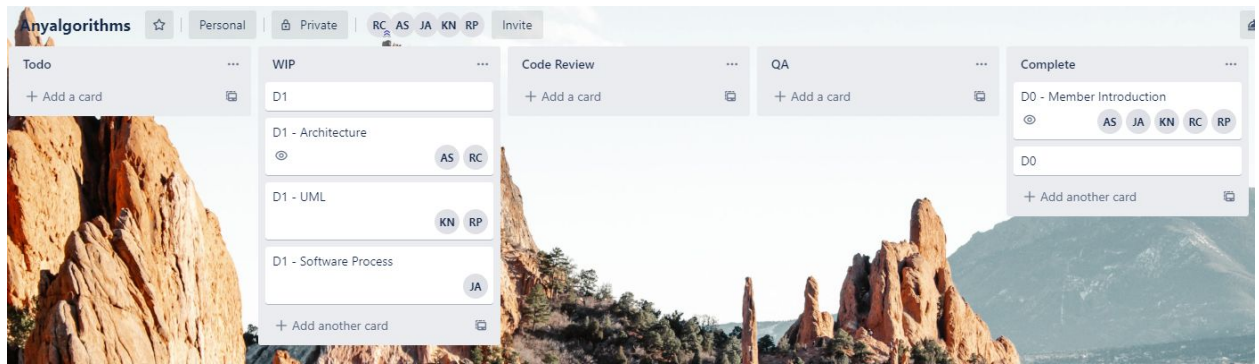 Anyalgorithms Personal Private RC AS JA KN RP Invite
Todo
+ Add a card
WIP
D1
D1 - Architecture
AS RC
D1 - UML
KN RP
D1 - Software Process
JA
+ Add another card
Code Review
+ Add a card
QA
+ Add a card
Complete
D0 - Member Introduction
AS JA KN RC RP
D0
+ Add another card